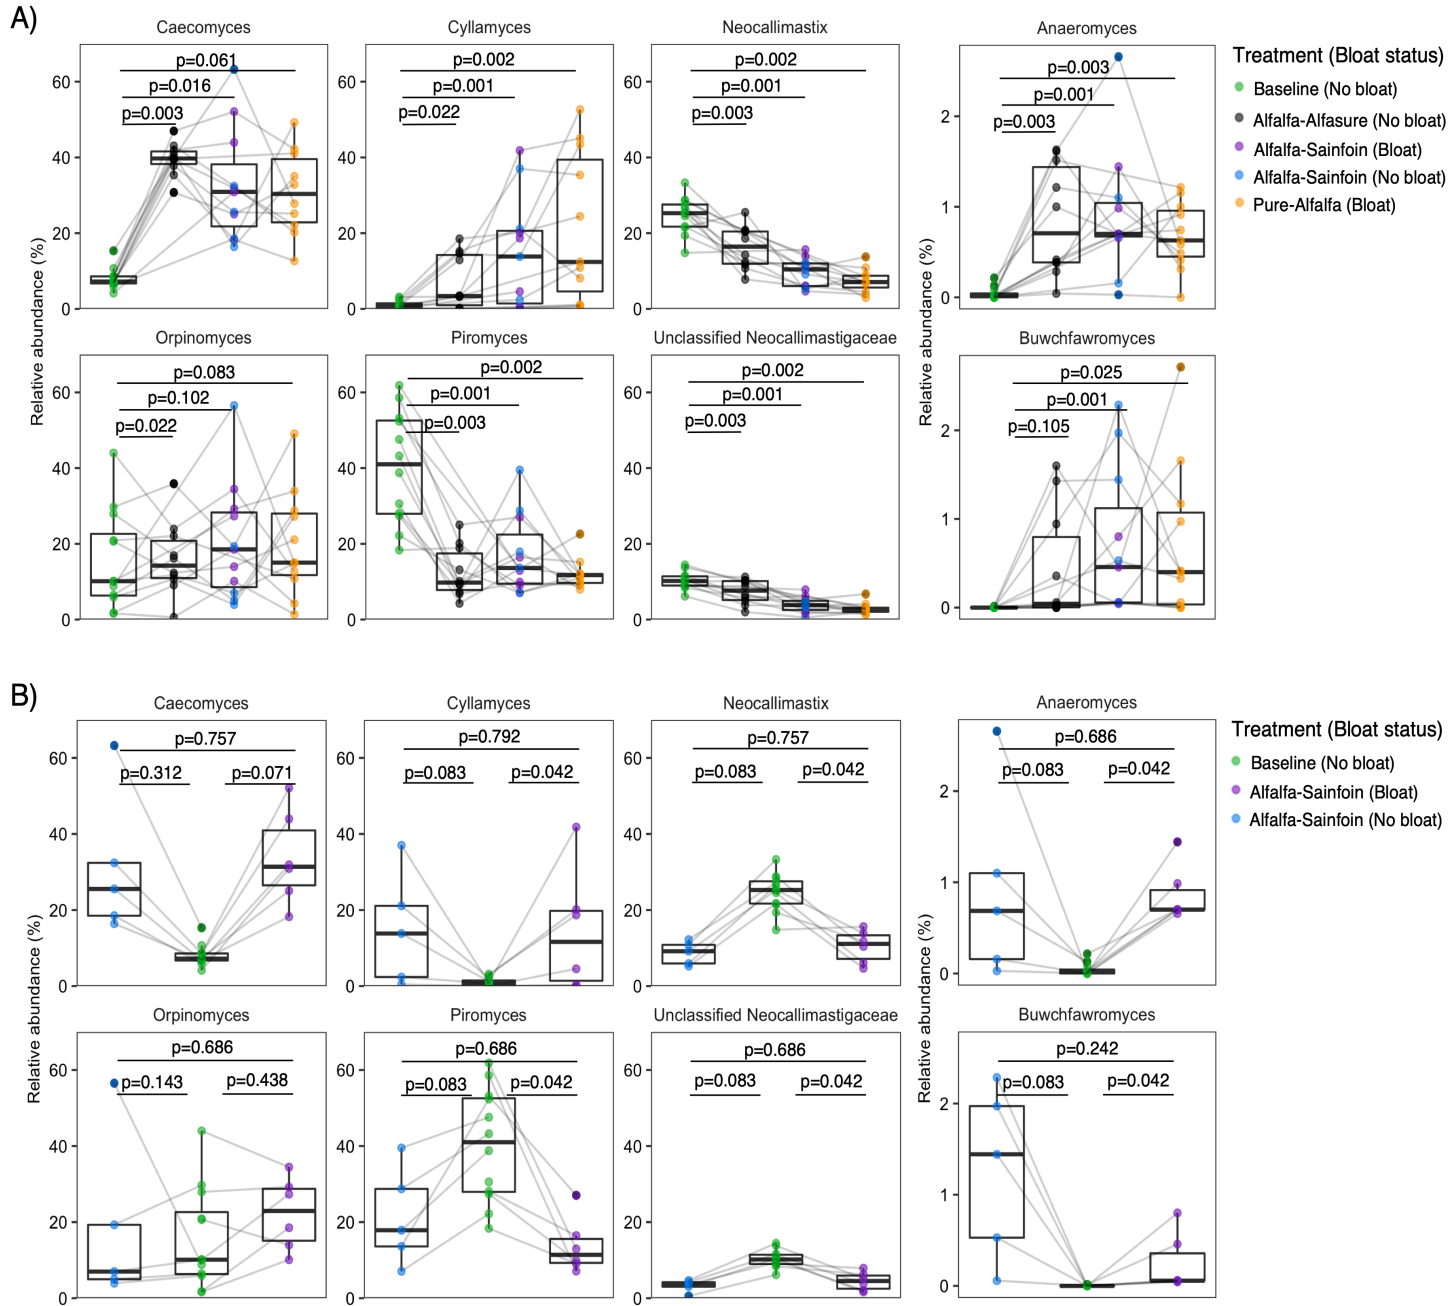 A)
Caecomyces
Cyllamyces
Neocallimastix
Anaeromyces
p=0.061
p=0.016
p=0.003
60
40
20
0
p=0.002
p=0.001
p=0.022
60
40
20
0
p=0.002
p=0.001
p=0.003
60
40
20
0
p=0.003
p=0.001
p=0.003
2
1
0
Treatment (Bloat status)
Baseline (No bloat)
Alfalfa-Alfasure (No bloat)
Alfalfa-Sainfoin (Bloat)
Alfalfa-Sainfoin (No bloat)
Pure-Alfalfa (Bloat)
Relative abundance (%)
Relative abundance (%)
Orpinomyces
Piromyces
Unclassified Neocallimastigaceae
Buwchfawromyces
p=0.083
p=0.102
p=0.022
60
40
20
0
p=0.002
p=0.001
p=0.003
60
40
20
0
p=0.002
p=0.001
p=0.003
60
40
20
0
p=0.025
p=0.001
p=0.105
2
1
0
B)
Caecomyces
Cyllamyces
Neocallimastix
Anaeromyces
p=0.757
p=0.312
p=0.071
60
40
20
0
p=0.792
p=0.083
p=0.042
60
40
20
0
p=0.757
p=0.083
p=0.042
60
40
20
0
p=0.686
p=0.083
p=0.042
2
1
0
Treatment (Bloat status)
Baseline (No bloat)
Alfalfa-Sainfoin (Bloat)
Alfalfa-Sainfoin (No bloat)
Relative abundance (%)
Relative abundance (%)
Orpinomyces
Piromyces
Unclassified Neocallimastigaceae
Buwchfawromyces
p=0.686
p=0.143
p=0.438
60
40
20
0
p=0.686
p=0.083
p=0.042
60
40
20
0
p=0.686
p=0.083
p=0.042
60
40
20
0
p=0.242
p=0.083
p=0.042
2
1
0